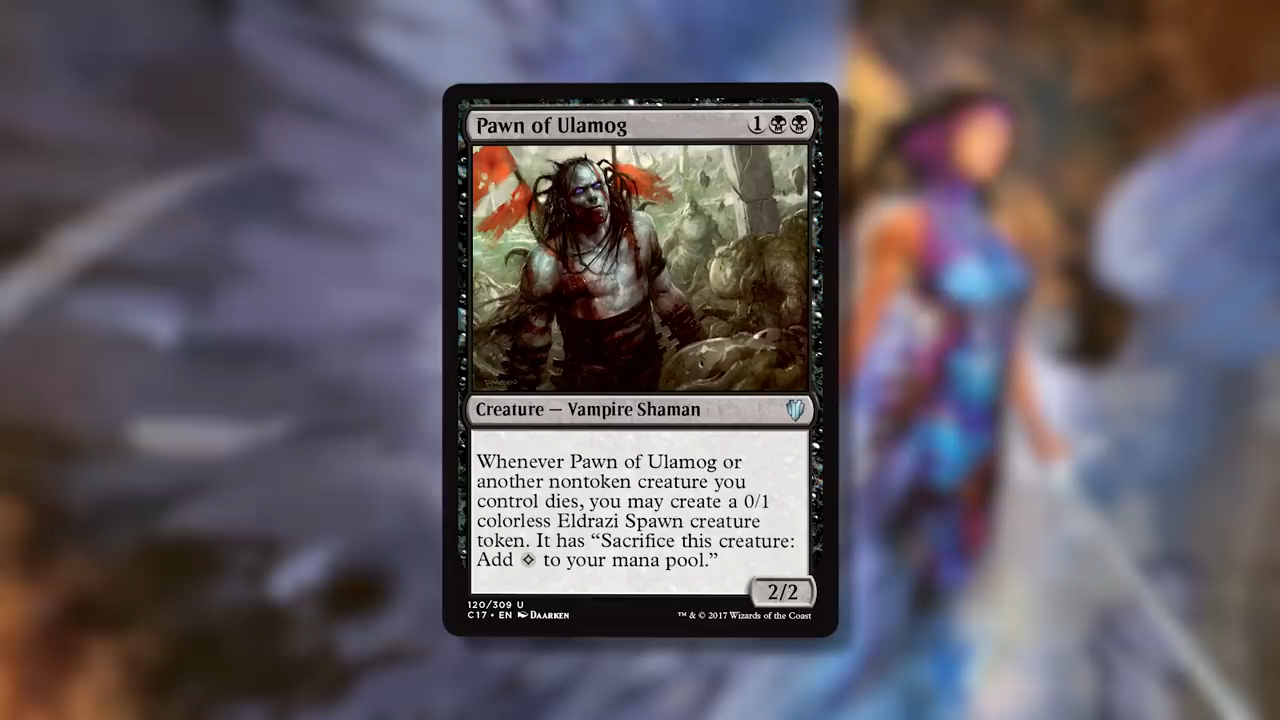 Pawn of Ulamog 1
Creature — Vampire Shaman
Whenever Pawn of Ulamog or
another nontoken creature you
control dies, you may create a 0/1
colorless Eldrazi Spawn creature
token. It has “Sacrifice this creature:
Add to your mana pool.”
2/2
120/309 U
C17 • EN DAARKEN
™ & © 2017 Wizards of the Coast